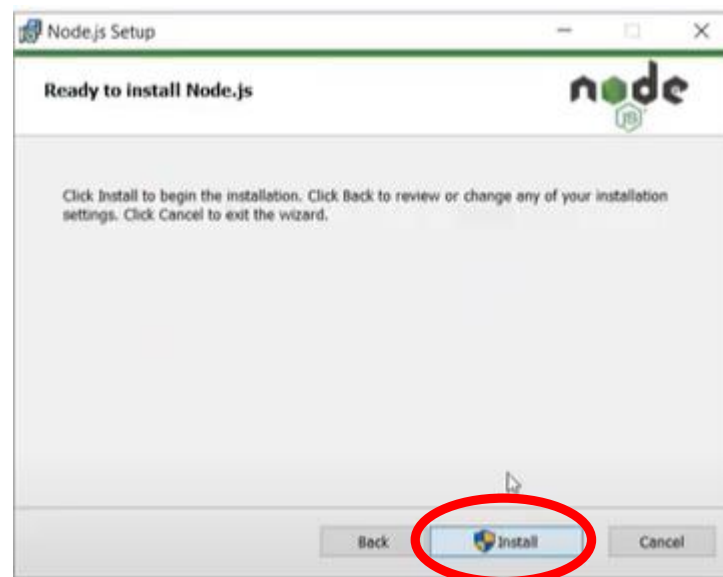 Node.js Setup
Ready to install Node.js
node
JS
Click Install to begin the installation. Click Back to review or change any of your installation
settings. Click Cancel to exit the wizard.
Back
Install
Cancel